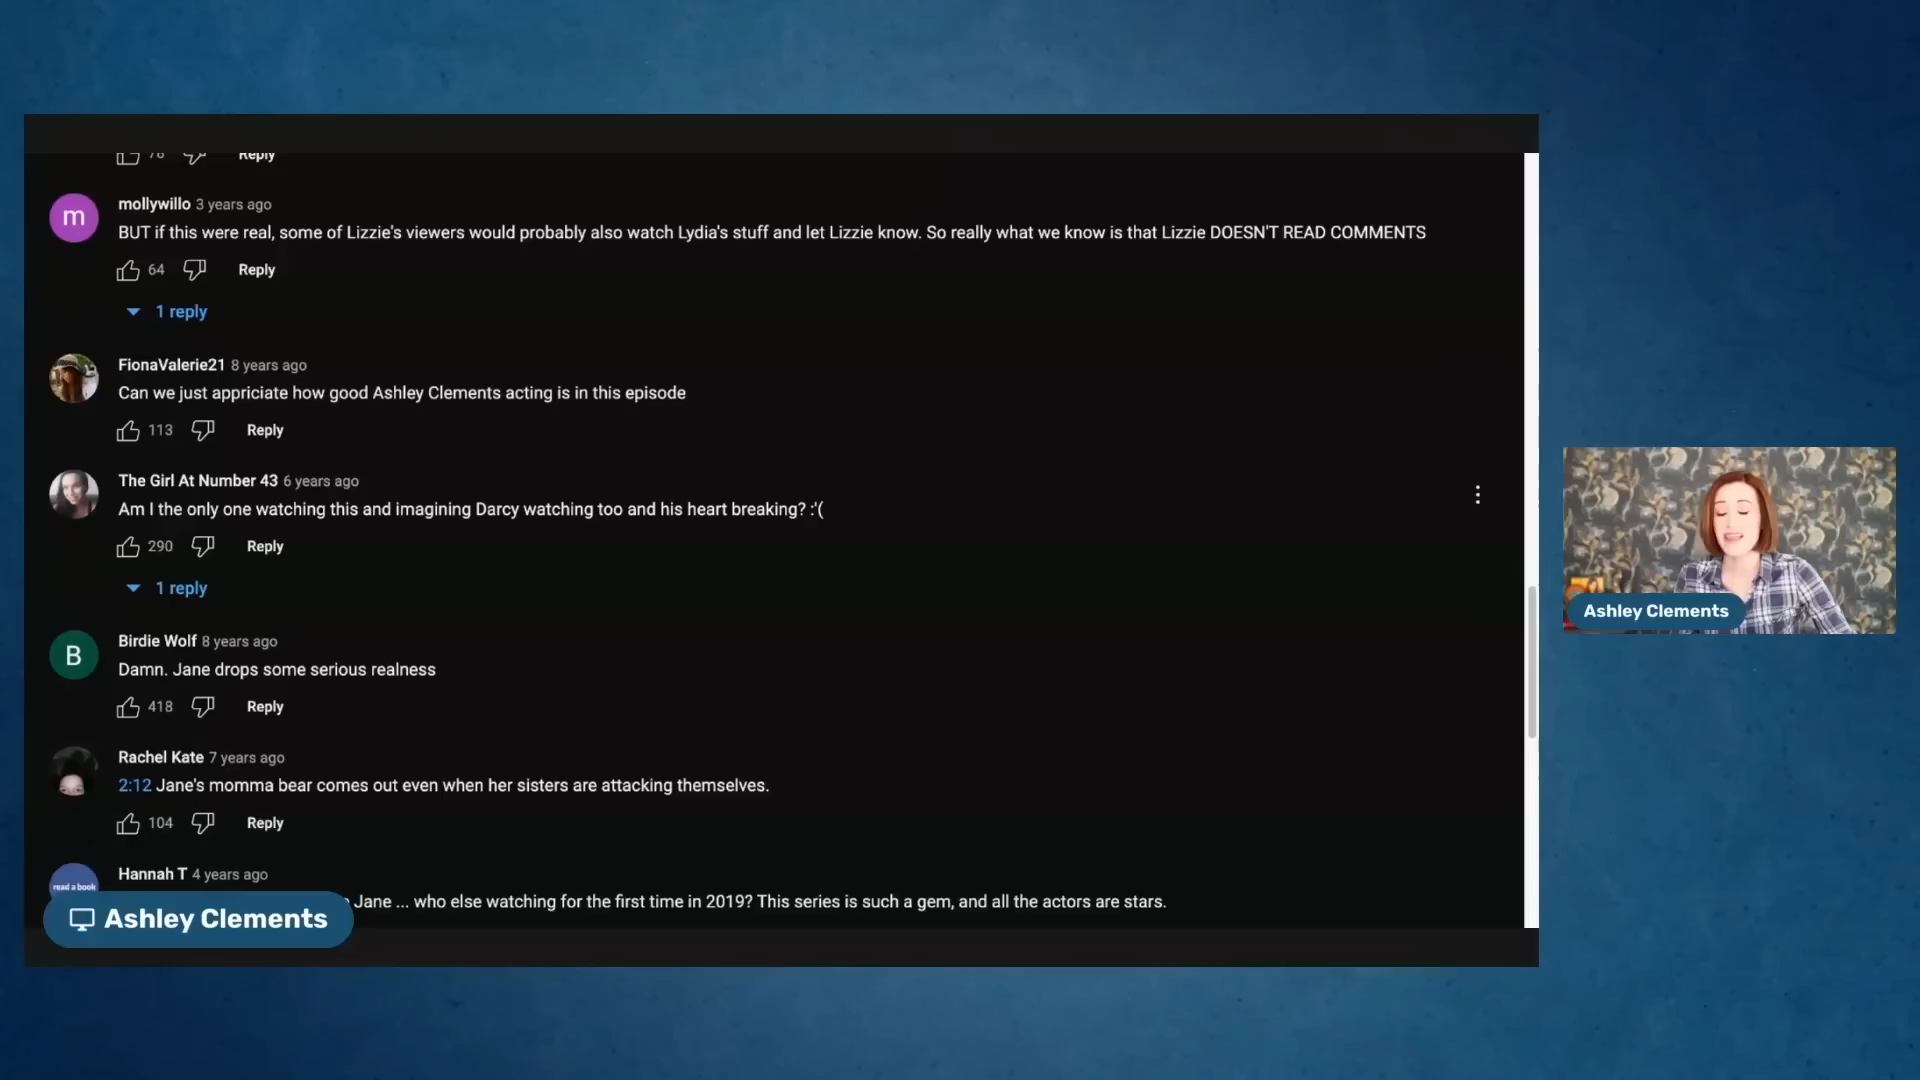 78 Reply
m
mollywillo 3 years ago
BUT if this were real, some of Lizzie's viewers would probably also watch Lydia's stuff and let Lizzie know. So really what we know is that Lizzie DOESN'T READ COMMENTS
64 Reply
1 reply
FionaValerie21 8 years ago
Can we just appriciate how good Ashley Clements acting is in this episode
113 Reply
The Girl At Number 43 6 years ago
Am I the only one watching this and imagining Darcy watching too and his heart breaking? :'(
290 Reply
1 reply
B
Birdie Wolf 8 years ago
Damn. Jane drops some serious realness
418 Reply
Rachel Kate 7 years ago
2:12 Jane's momma bear comes out even when her sisters are attacking themselves.
104 Reply
read a book
Hannah T 4 years ago
Jane ... who else watching for the first time in 2019? This series is such a gem, and all the actors are stars.
Ashley Clements
Ashley Clements